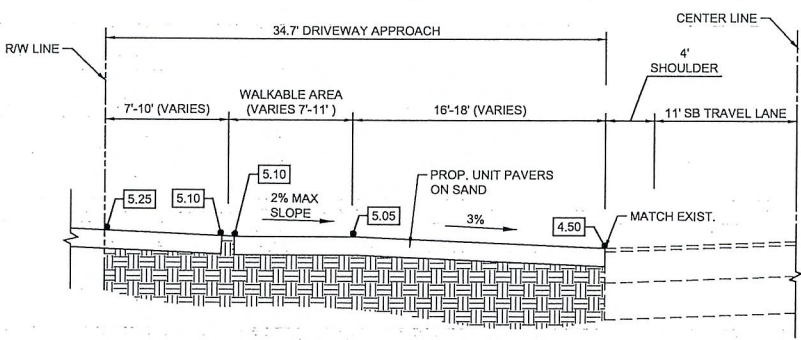 CENTER LINE
34.7' DRIVEWAY APPROACH
R/W LINE
4'
SHOULDER
WALKABLE AREA
(VARIES 7'-11' )
7'-10' (VARIES)
16'-18' (VARIES)
11' SB TRAVEL LANE
5.10
PROP. UNIT PAVERS
ON SAND
5.25
5.10
2% MAX
SLOPE
5.05
3%
4.50
MATCH EXIST.